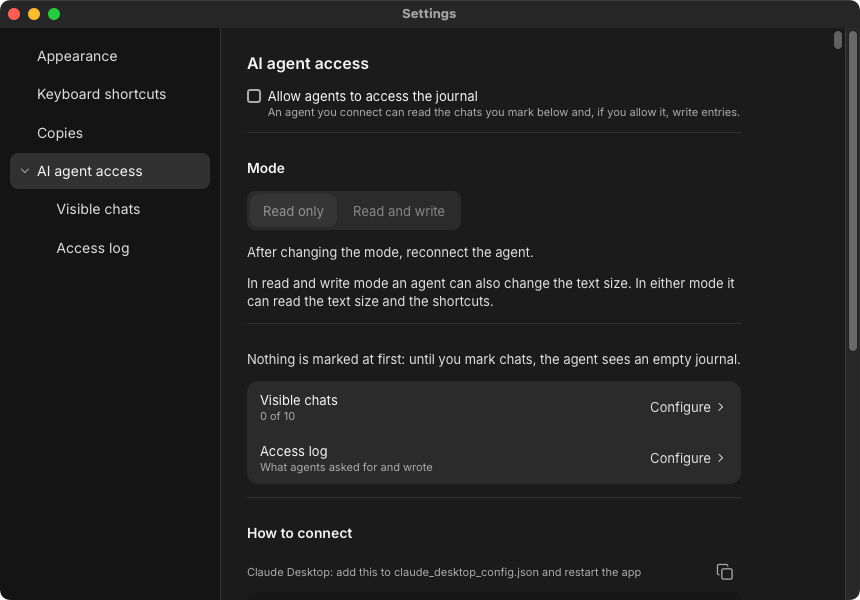 Settings
Appearance
Keyboard shortcuts
Copies
AI agent access
Visible chats
Access log
AI agent access
Allow agents to access the journal
An agent you connect can read the chats you mark below and, if you allow it, write entries.
Mode
Read only
Read and write
After changing the mode, reconnect the agent.
In read and write mode an agent can also change the text size. In either mode it
can read the text size and the shortcuts.
Nothing is marked at first: until you mark chats, the agent sees an empty journal.
Visible chats
0 of 10
Configure
Access log
What agents asked for and wrote
Configure
How to connect
Claude Desktop: add this to claude_desktop_config.json and restart the app